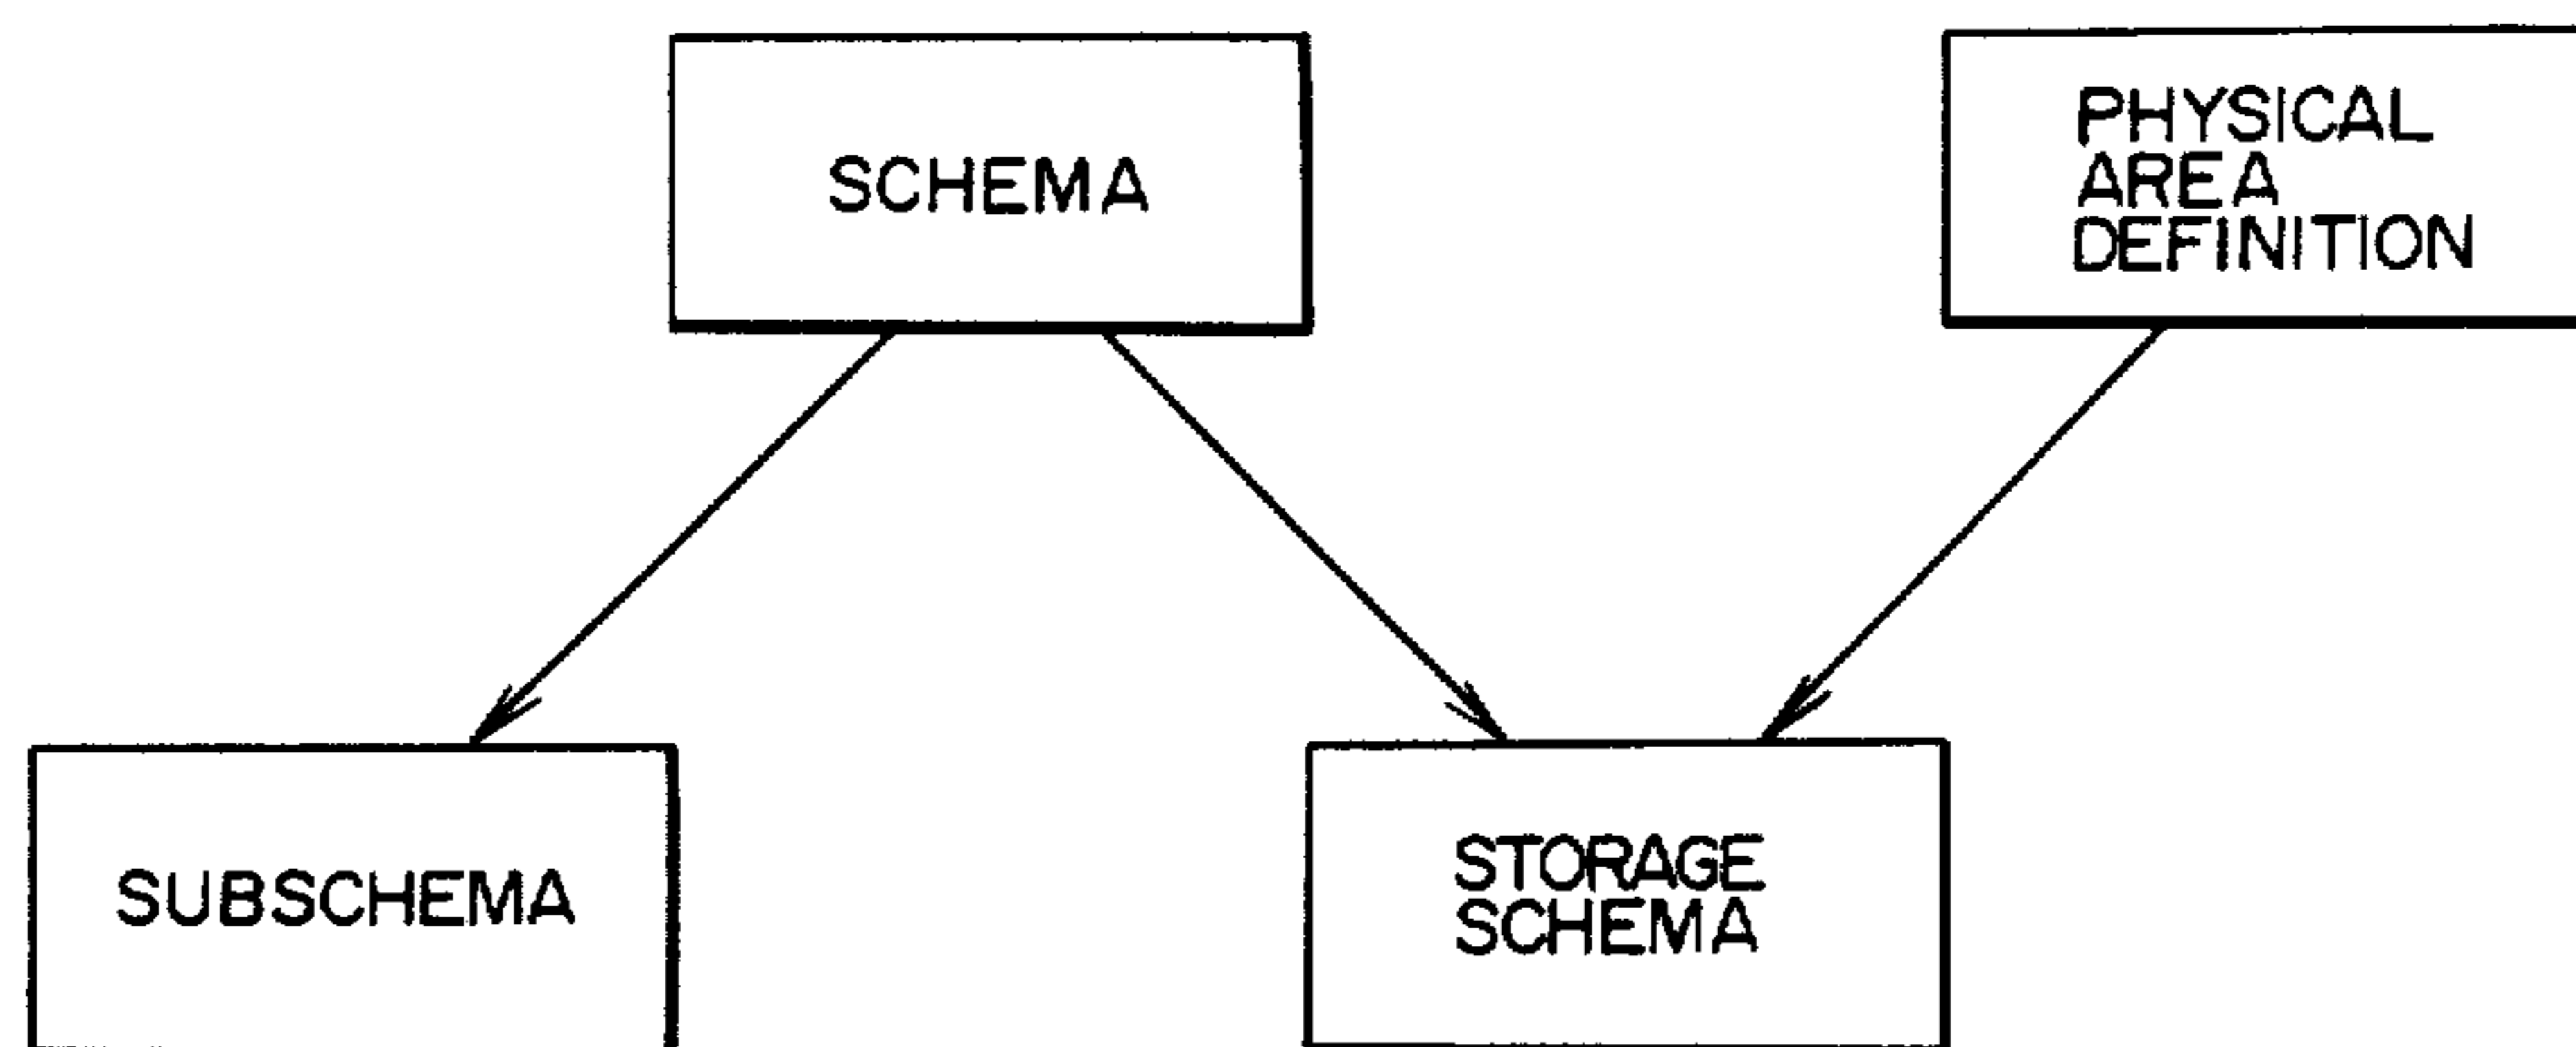 SCHEMA
PHYSICAL
AREA
DEFINITION
SUBSCHEMA
STORAGE
SCHEMA